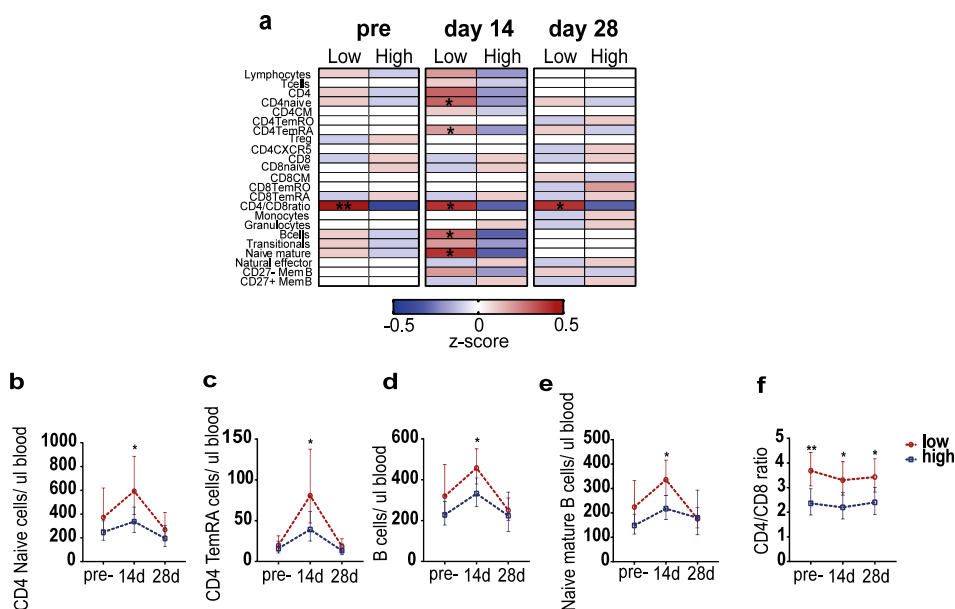 a
pre day 14 day 28
Low High Low High Low High
Lymphocytes
Tcells
CD4
CD4naive *
CD4CM
CD4TemRO
CD4TemRA *
Treg
CD4CXCR5
CD8
CD8naive
CD8CM
CD8TemRO
CD8TemRA
CD4/CD8ratio ** * *
Monocytes
Granulocytes
Bcells *
Transitionals
Naive mature *
Natural effector
CD27- MemB
CD27+ MemB
-0.5 0 0.5
z-score
b
CD4 Naive cells/ ul blood
1000
800
600
400
200
0
*
pre- 14d 28d
c
CD4 TemRA cells/ ul blood
150
100
50
0
*
pre- 14d 28d
d
B cells/ ul blood
600
400
200
0
*
pre- 14d 28d
e
Naive mature B cells/ ul blood
500
400
300
200
100
0
*
pre- 14d 28d
f
CD4/CD8 ratio
5
4
3
2
1
0
** * *
pre- 14d 28d
low
high